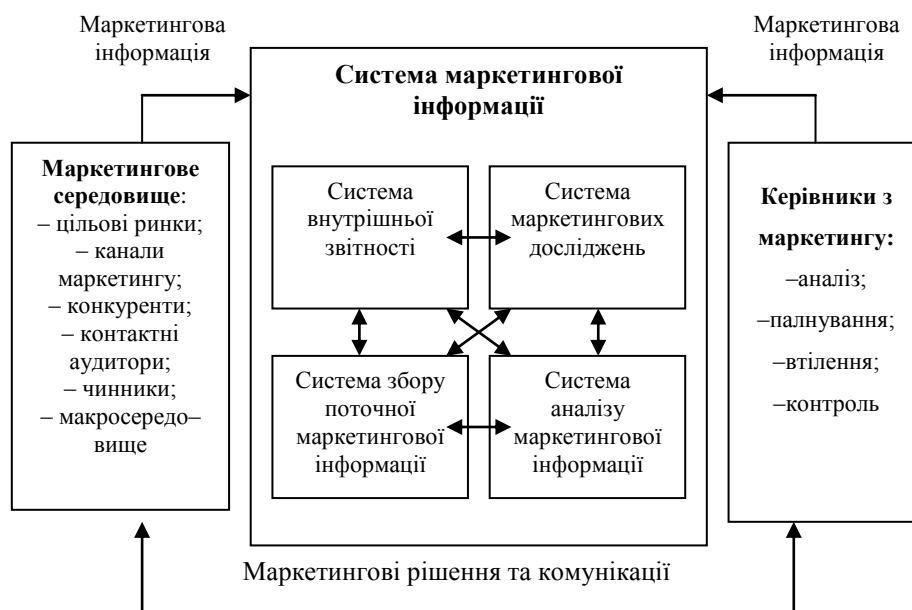 Маркетингова
інформація
Маркетингова
інформація
Система маркетингової
інформації
Маркетингове
середовище:
– цільові ринки;
– канали
маркетингу;
– конкуренти;
– контактні
аудитори;
– чинники;
– макросередо–
вище
Система
внутрішньої
звітності
Система
маркетингових
досліджень
Система збору
поточної
маркетингової
інформації
Система
аналізу
маркетингової
інформації
Керівники з
маркетингу:
–аналіз;
–палнування;
–втілення;
–контроль
Маркетингові рішення та комунікації